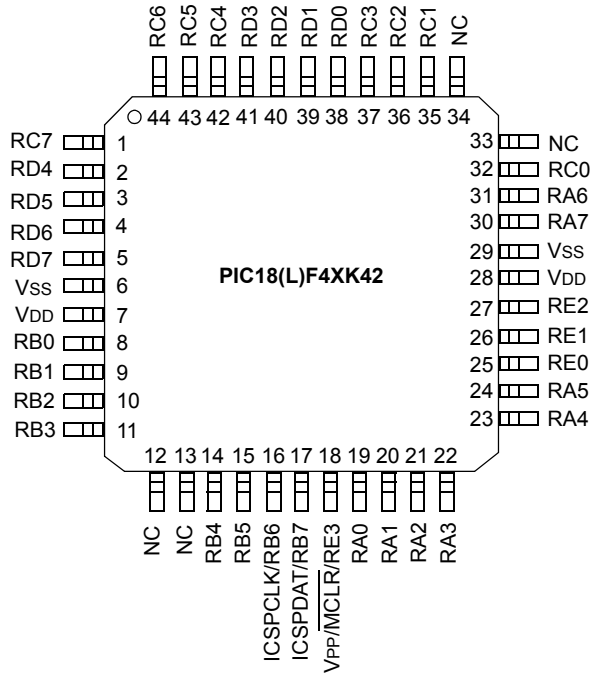 RC6 RC5 RC4 RD3 RD2 RD1 RD0 RC3 RC2 RC1 NC
44 43 42 41 40 39 38 37 36 35 34
RC7 1
RD4 2
RD5 3
RD6 4
RD7 5
VSS 6
VDD 7
RB0 8
RB1 9
RB2 10
RB3 11
PIC18(L)F4XK42
33 NC
32 RC0
31 RA6
30 RA7
29 VSS
28 VDD
27 RE2
26 RE1
25 RE0
24 RA5
23 RA4
12 13 14 15 16 17 18 19 20 21 22
NC NC RB4 RB5 ICSPCLK/RB6 ICSPDAT/RB7 VPP/MCLR/RE3 RA0 RA1 RA2 RA3